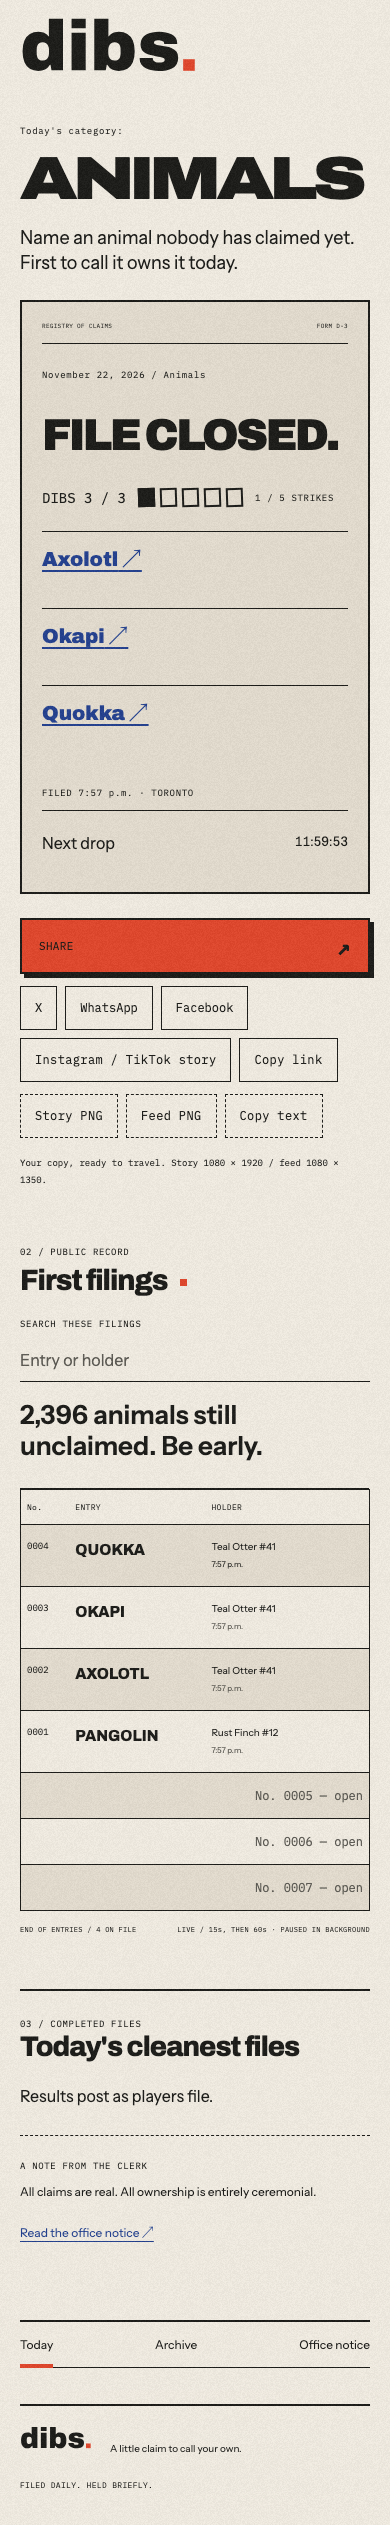 dibs.
Today's category:
ANIMALS
Name an animal nobody has claimed yet.
First to call it owns it today.
REGISTRY OF CLAIMS
FORM D-3
November 22, 2026 / Animals
FILE CLOSED.
DIBS 3 / 3
1 / 5 STRIKES
Axolotl ↗
Okapi ↗
Quokka ↗
FILED 7:57 p.m. · TORONTO
Next drop
11:59:53
SHARE ↗
X
WhatsApp
Facebook
Instagram / TikTok story
Copy link
Story PNG
Feed PNG
Copy text
Your copy, ready to travel. Story 1080 × 1920 / feed 1080 ×
1350.
02 / PUBLIC RECORD
First filings
SEARCH THESE FILINGS
Entry or holder
2,396 animals still
unclaimed. Be early.
No. ENTRY HOLDER
0004 QUOKKA Teal Otter #41
7:57 p.m.
0003 OKAPI Teal Otter #41
7:57 p.m.
0002 AXOLOTL Teal Otter #41
7:57 p.m.
0001 PANGOLIN Rust Finch #12
7:57 p.m.
No. 0005 — open
No. 0006 — open
No. 0007 — open
END OF ENTRIES / 4 ON FILE
LIVE / 15s, THEN 60s · PAUSED IN BACKGROUND
03 / COMPLETED FILES
Today's cleanest files
Results post as players file.
A NOTE FROM THE CLERK
All claims are real. All ownership is entirely ceremonial.
Read the office notice ↗
Today
Archive
Office notice
dibs.
A little claim to call your own.
FILED DAILY. HELD BRIEFLY.